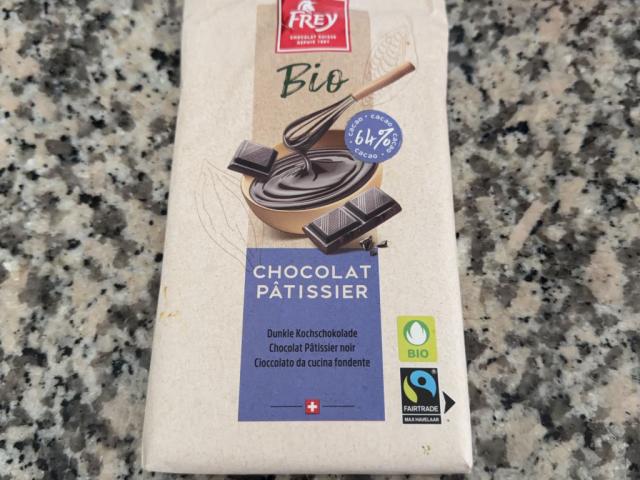 FREY
CHOCOLAT SUISSE
DEPUIS 1887
Bio
cacao • cacao • cacao • cacao
64%
CHOCOLAT
PÂTISSIER
Dunkle Kochschokolade
Chocolat Pâtissier noir
Cioccolato da cucina fondente
BIO
FAIRTRADE
MAX HAVELAAR